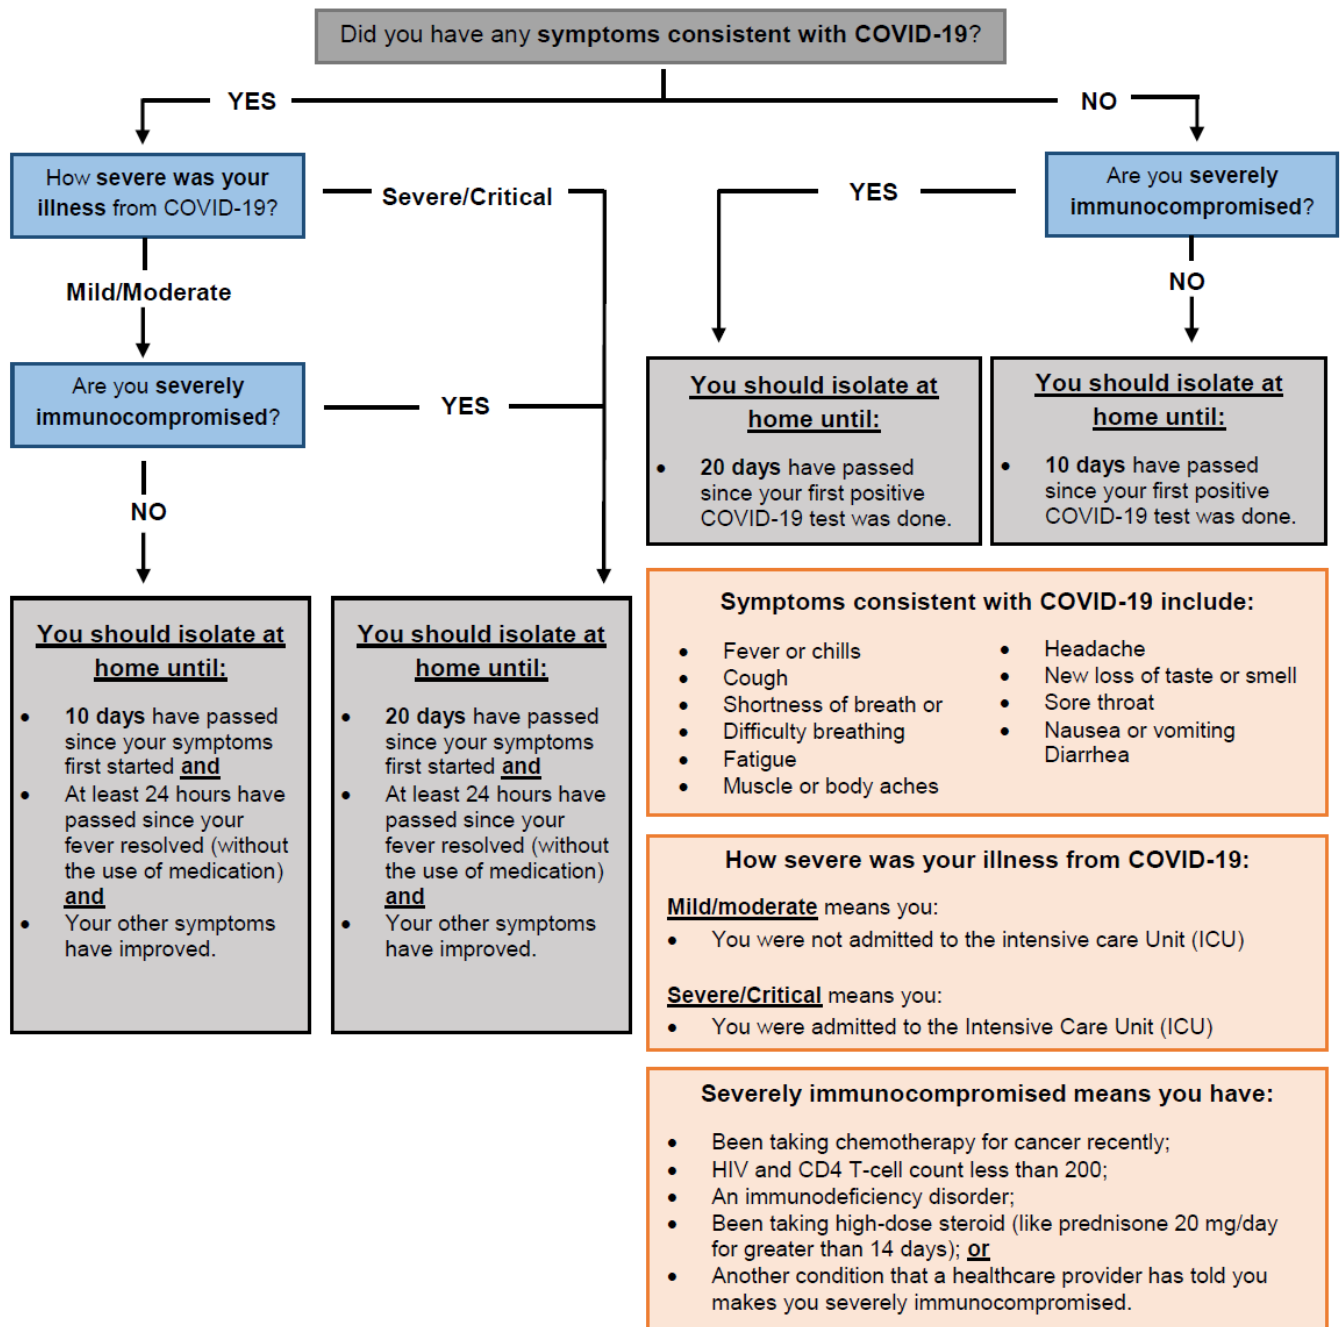 Did you have any symptoms consistent with COVID-19?
YES
NO
How severe was your
illness from COVID-19?
Severe/Critical
YES
Are you severely
immunocompromised?
Mild/Moderate
NO
Are you severely
immunocompromised?
YES
NO
You should isolate at
home until:
• 20 days have passed
since your first positive
COVID-19 test was done.
You should isolate at
home until:
• 10 days have passed
since your first positive
COVID-19 test was done.
You should isolate at
home until:
• 10 days have passed
since your symptoms
first started and
• At least 24 hours have
passed since your
fever resolved (without
the use of medication)
and
• Your other symptoms
have improved.
You should isolate at
home until:
• 20 days have passed
since your symptoms
first started and
• At least 24 hours have
passed since your
fever resolved (without
the use of medication)
and
• Your other symptoms
have improved.
Symptoms consistent with COVID-19 include:
• Fever or chills
• Cough
• Shortness of breath or
• Difficulty breathing
• Fatigue
• Muscle or body aches
• Headache
• New loss of taste or smell
• Sore throat
• Nausea or vomiting
Diarrhea
How severe was your illness from COVID-19:
Mild/moderate means you:
• You were not admitted to the intensive care Unit (ICU)
Severe/Critical means you:
• You were admitted to the Intensive Care Unit (ICU)
Severely immunocompromised means you have:
• Been taking chemotherapy for cancer recently;
• HIV and CD4 T-cell count less than 200;
• An immunodeficiency disorder;
• Been taking high-dose steroid (like prednisone 20 mg/day
for greater than 14 days); or
• Another condition that a healthcare provider has told you
makes you severely immunocompromised.